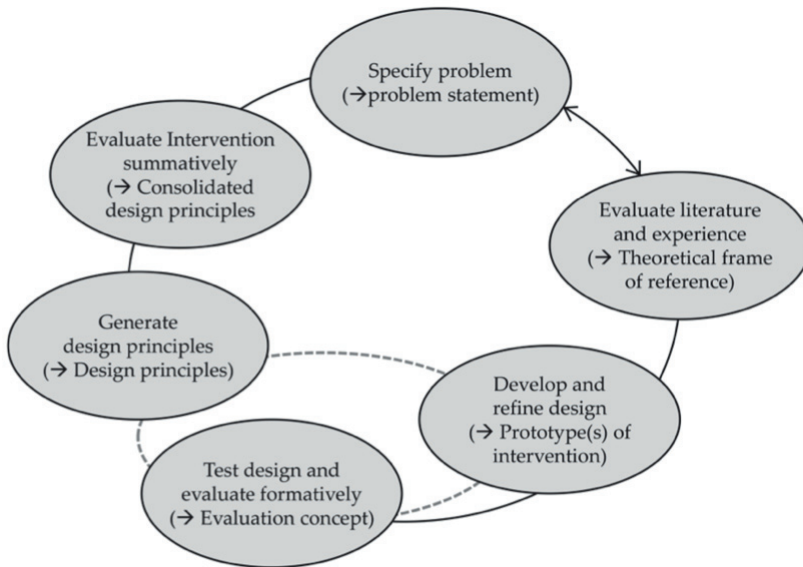 Specify problem
(→problem statement)
Evaluate literature
and experience
(→ Theoretical frame
of reference)
Develop and
refine design
(→ Prototype(s) of
intervention)
Test design and
evaluate formatively
(→ Evaluation concept)
Generate
design principles
(→ Design principles)
Evaluate Intervention
summatively
(→ Consolidated
design principles